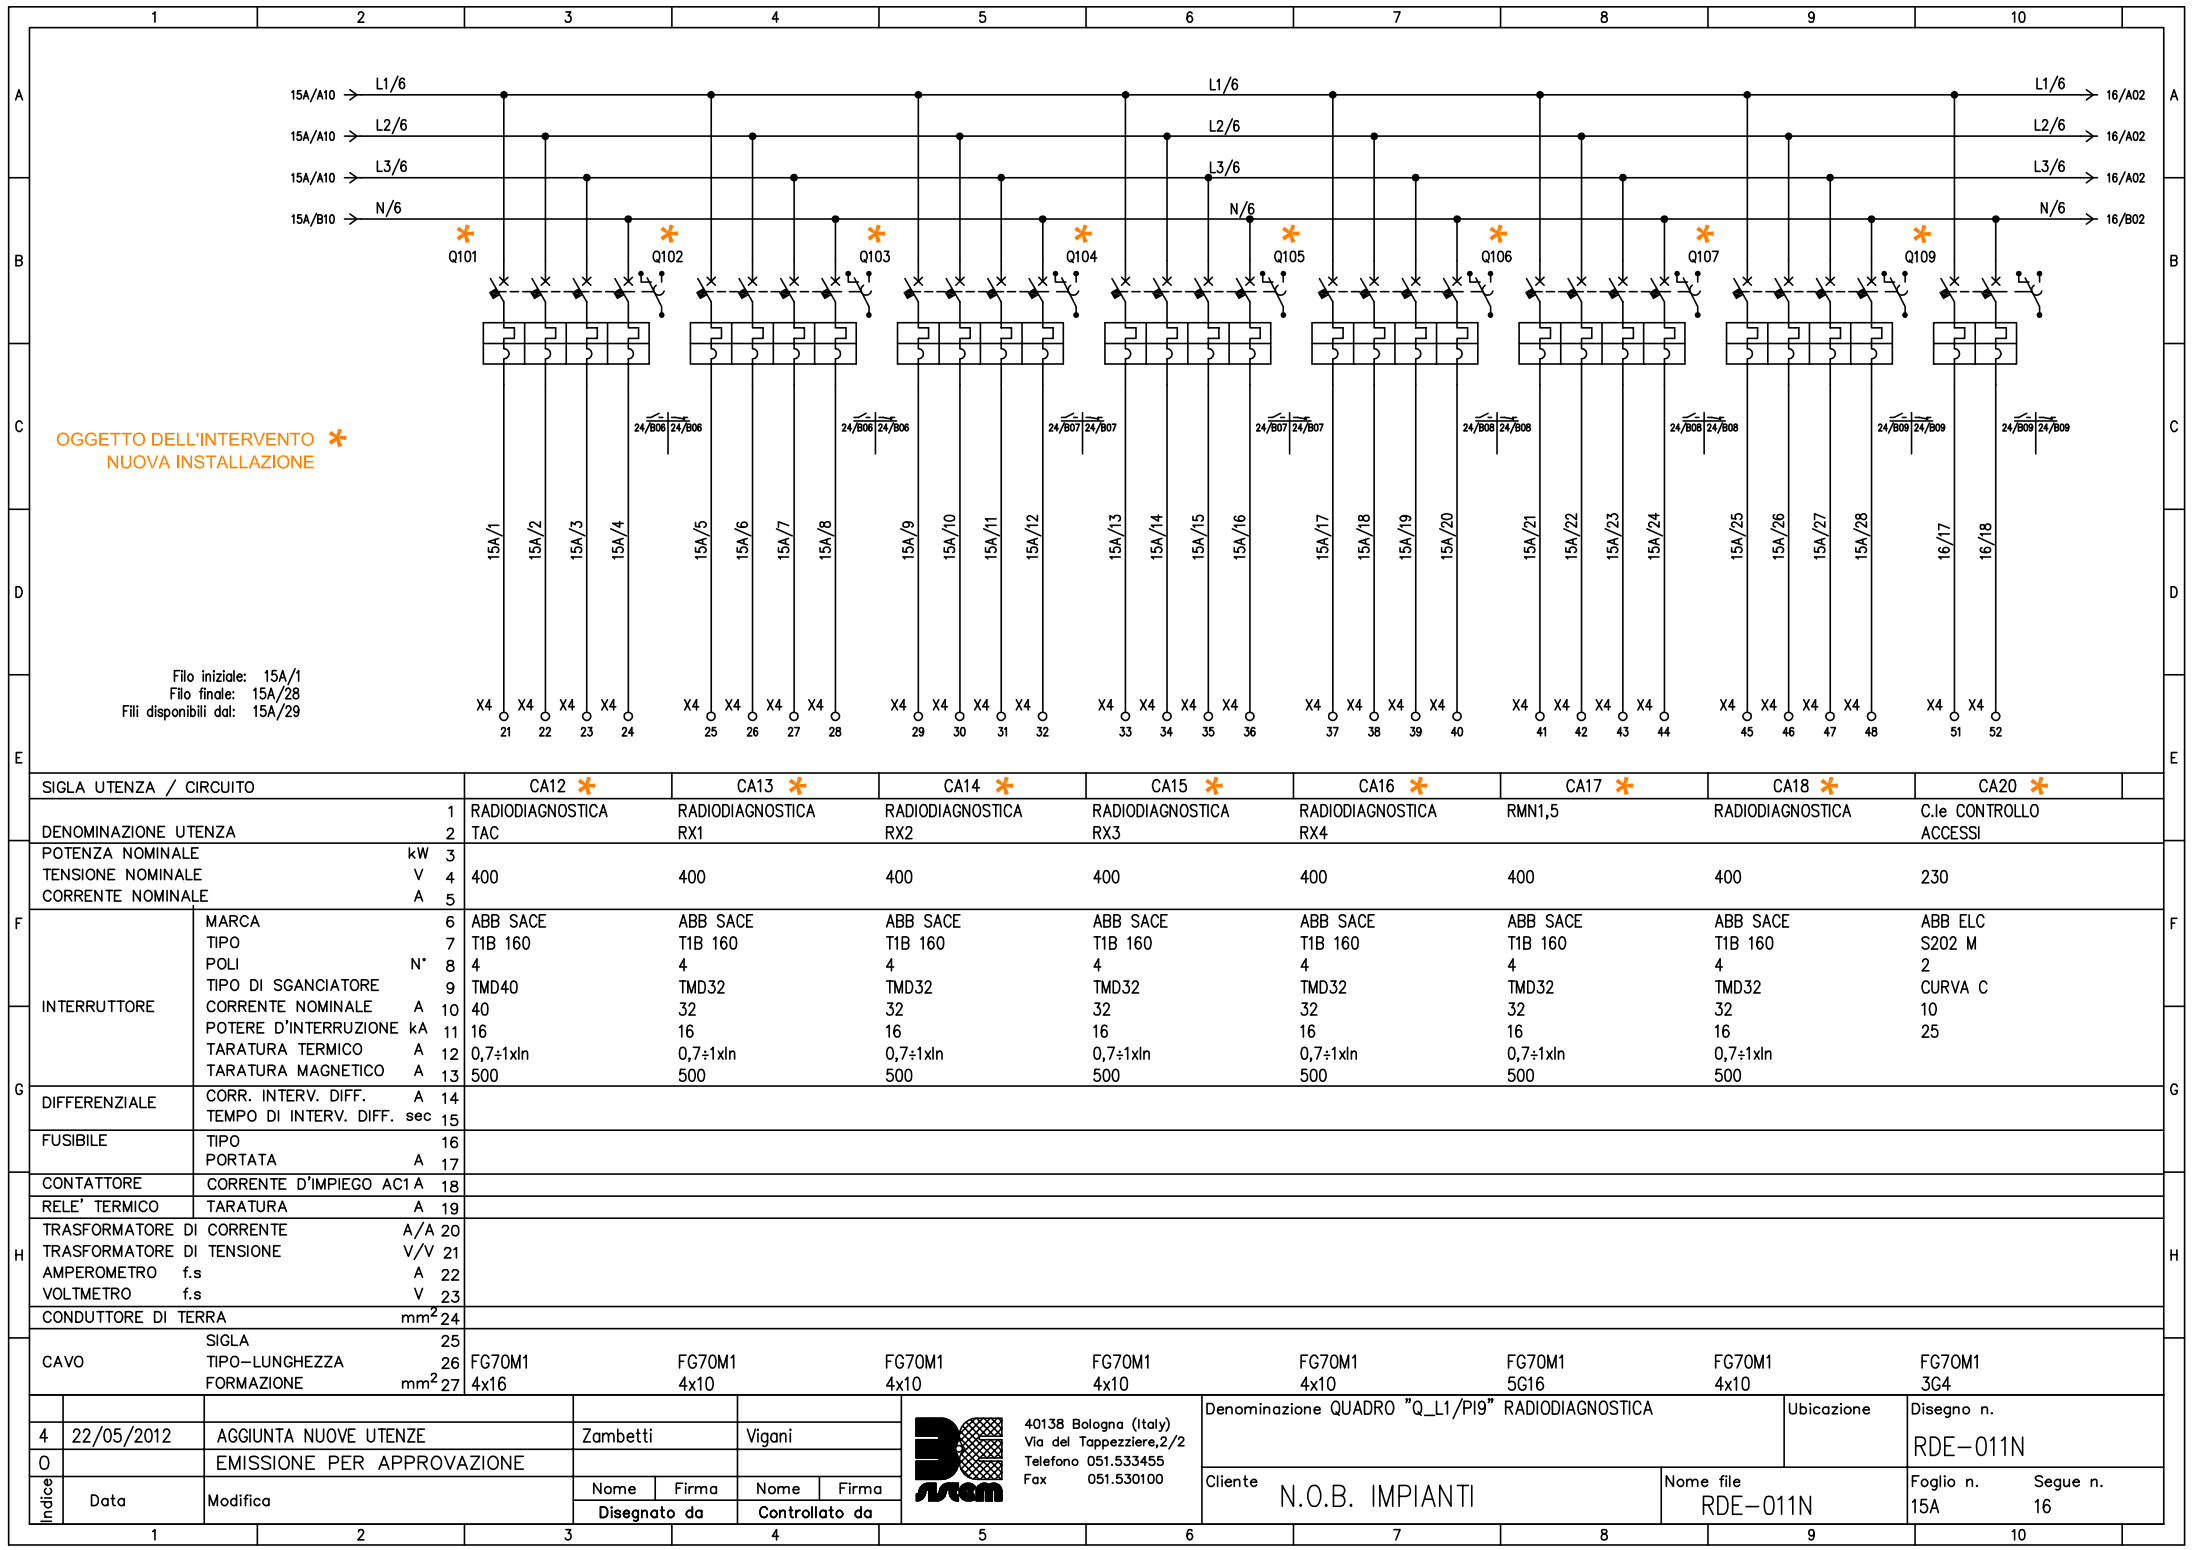 1 2 3 4 5 6 7 8 9 10
A 15A/A10 L1/6 L1/6 L1/6 16/A02 A
15A/A10 L2/6 L2/6 L2/6 16/A02
15A/A10 L3/6 L3/6 L3/6 16/A02
15A/B10 N/6 N/6 N/6 16/B02
B Q101 Q102 Q103 Q104 Q105 Q106 Q107 Q109 B
C 24/B06 24/B06 24/B06 24/B06 24/B07 24/B07 24/B07 24/B07 24/B08 24/B08 24/B08 24/B08 24/B09 24/B09 24/B09 24/B09 C
OGGETTO DELL'INTERVENTO *
NUOVA INSTALLAZIONE
15A/1 15A/2 15A/3 15A/4 15A/5 15A/6 15A/7 15A/8 15A/9 15A/10 15A/11 15A/12 15A/13 15A/14 15A/15 15A/16 15A/17 15A/18 15A/19 15A/20 15A/21 15A/22 15A/23 15A/24 15A/25 15A/26 15A/27 15A/28 16/17 16/18
D D
Filo iniziale: 15A/1
Filo finale: 15A/28
Fili disponibili dal: 15A/29
X4 X4 X4 X4 X4 X4 X4 X4 X4 X4 X4 X4 X4 X4 X4 X4 X4 X4 X4 X4 X4 X4 X4 X4 X4 X4 X4 X4 X4 X4
21 22 23 24 25 26 27 28 29 30 31 32 33 34 35 36 37 38 39 40 41 42 43 44 45 46 47 48 51 52
E E
SIGLA UTENZA / CIRCUITO CA12 * CA13 * CA14 * CA15 * CA16 * CA17 * CA18 * CA20 *
1 RADIODIAGNOSTICA RADIODIAGNOSTICA RADIODIAGNOSTICA RADIODIAGNOSTICA RADIODIAGNOSTICA RMN1,5 RADIODIAGNOSTICA C.le CONTROLLO
DENOMINAZIONE UTENZA 2 TAC RX1 RX2 RX3 RX4 ACCESSI
POTENZA NOMINALE kW 3
TENSIONE NOMINALE V 4 400 400 400 400 400 400 400 230
CORRENTE NOMINALE A 5
F MARCA 6 ABB SACE ABB SACE ABB SACE ABB SACE ABB SACE ABB SACE ABB SACE ABB ELC F
TIPO 7 T1B 160 T1B 160 T1B 160 T1B 160 T1B 160 T1B 160 T1B 160 S202 M
POLI N° 8 4 4 4 4 4 4 4 2
TIPO DI SGANCIATORE 9 TMD40 TMD32 TMD32 TMD32 TMD32 TMD32 TMD32 CURVA C
INTERRUTTORE CORRENTE NOMINALE A 10 40 32 32 32 32 32 32 10
POTERE D'INTERRUZIONE kA 11 16 16 16 16 16 16 16 25
TARATURA TERMICO A 12 0,7÷1xIn 0,7÷1xIn 0,7÷1xIn 0,7÷1xIn 0,7÷1xIn 0,7÷1xIn 0,7÷1xIn
TARATURA MAGNETICO A 13 500 500 500 500 500 500 500
G G
DIFFERENZIALE CORR. INTERV. DIFF. A 14
TEMPO DI INTERV. DIFF. sec 15
FUSIBILE TIPO 16
PORTATA A 17
CONTATTORE CORRENTE D'IMPIEGO AC1 A 18
RELE' TERMICO TARATURA A 19
TRASFORMATORE DI CORRENTE A/A 20
H TRASFORMATORE DI TENSIONE V/V 21 H
AMPEROMETRO f.s A 22
VOLTMETRO f.s V 23
CONDUTTORE DI TERRA mm² 24
SIGLA 25
CAVO TIPO-LUNGHEZZA 26 FG7OM1 FG7OM1 FG7OM1 FG7OM1 FG7OM1 FG7OM1 FG7OM1 FG7OM1
FORMAZIONE mm² 27 4x16 4x10 4x10 4x10 4x10 5G16 4x10 3G4
4 22/05/2012 AGGIUNTA NUOVE UTENZE Zambetti Vigani
0 EMISSIONE PER APPROVAZIONE
Indice Data Modifica
Nome Firma Nome Firma
Disegnato da Controllato da
sistem
40138 Bologna (Italy)
Via del Tappezziere,2/2
Telefono 051.533455
Fax 051.530100
Denominazione QUADRO "Q_L1/PI9" RADIODIAGNOSTICA
Ubicazione
Disegno n.
RDE-011N
Cliente N.O.B. IMPIANTI
Nome file
RDE-011N
Foglio n. Segue n.
15A 16
1 2 3 4 5 6 7 8 9 10